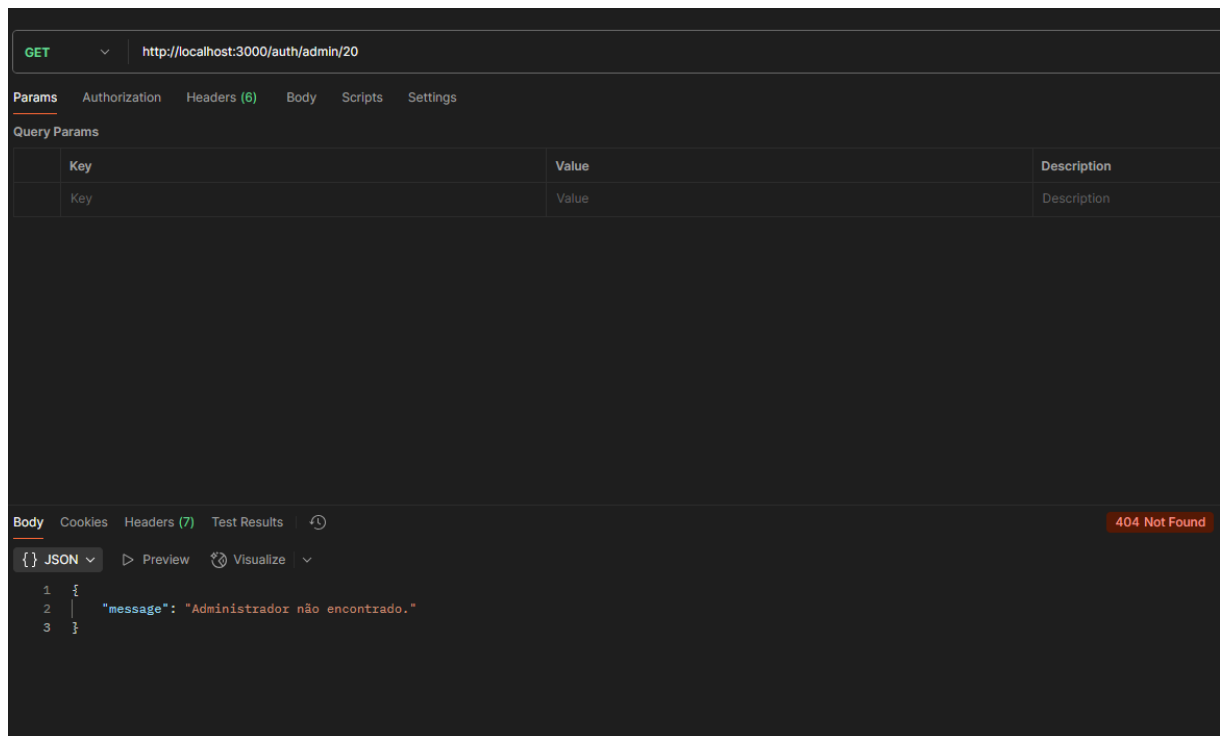 GET http://localhost:3000/auth/admin/20
Params Authorization Headers (6) Body Scripts Settings
Query Params
Key Value Description
Key Value Description
Body Cookies Headers (7) Test Results 404 Not Found
{} JSON Preview Visualize
1 {
2 "message": "Administrador não encontrado."
3 }